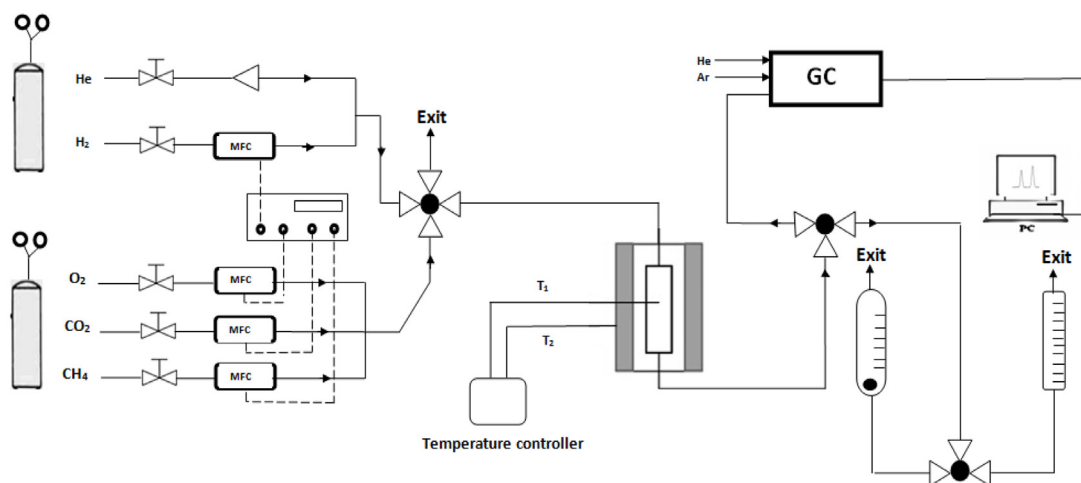 He
H₂
MFC
O₂
MFC
CO₂
MFC
CH₄
MFC
Exit
T₁
T₂
Temperature controller
He
Ar
GC
PC
Exit
Exit